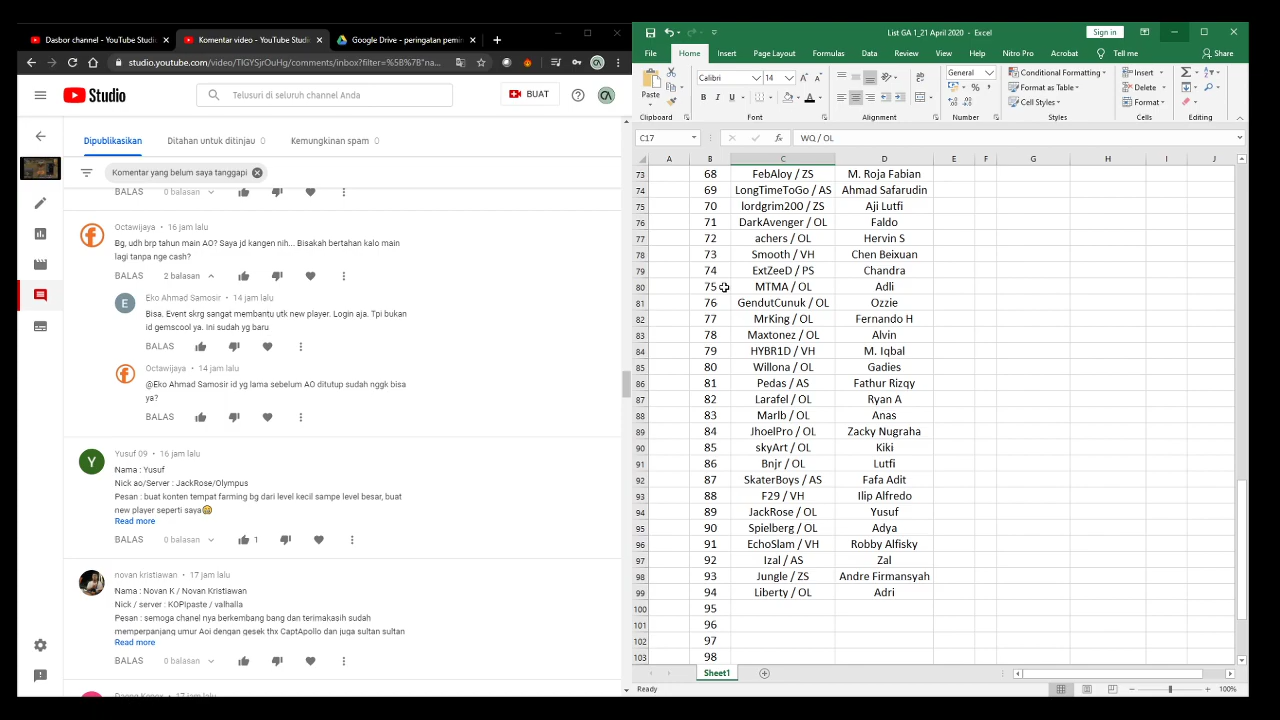 Dasbor channel - YouTube Studi
Komentar video - YouTube Studi
Google Drive - peringatan pemin
studio.youtube.com/video/TlGYSjrOuHg/comments/inbox?filter=%5B%7B"na...
Studio
Telusuri di seluruh channel Anda
BUAT
Dipublikasikan
Ditahan untuk ditinjau 0
Kemungkinan spam 0
Komentar yang belum saya tanggapi
BALAS 0 balasan
Octawijaya • 16 jam lalu
Bg, udh brp tahun main AO? Saya jd kangen nih... Bisakah bertahan kalo main
lagi tanpa nge cash?
BALAS 2 balasan
E
Eko Ahmad Samosir • 14 jam lalu
Bisa. Event skrg sangat membantu utk new player. Login aja. Tpi bukan
id gemscool ya. Ini sudah yg baru
BALAS
Octawijaya • 14 jam lalu
@Eko Ahmad Samosir id yg lama sebelum AO ditutup sudah nggk bisa
ya?
BALAS
Y
Yusuf 09 • 16 jam lalu
Nama : Yusuf
Nick ao/Server : JackRose/Olympus
Pesan : buat konten tempat farming bg dari level kecil sampe level besar, buat
new player seperti saya😂
Read more
BALAS 0 balasan 1
novan kristiawan • 17 jam lalu
Nama : Novan K / Novan Kristiawan
Nick / server : KOPIpaste / valhalla
Pesan : semoga chanel nya berkembang bang dan terimakasih sudah
memperpanjang umur Aoi dengan gesek thx CaptApollo dan juga sultan sultan
Read more
BALAS 0 balasan
List GA 1_21 April 2020 - Excel
Sign in
File Home Insert Page Layout Formulas Data Review View Help Nitro Pro Acrobat Tell me Share
Paste
Calibri 14
General
Conditional Formatting
Format as Table
Cell Styles
Insert
Delete
Format
Clipboard Font Alignment Number Styles Cells Editing
C17 WQ / OL
A B C D E F G H I J
73 68 FebAloy / ZS M. Roja Fabian
74 69 LongTimeToGo / AS Ahmad Safarudin
75 70 lordgrim200 / ZS Aji Lutfi
76 71 DarkAvenger / OL Faldo
77 72 achers / OL Hervin S
78 73 Smooth / VH Chen Beixuan
79 74 ExtZeeD / PS Chandra
80 75 MTMA / OL Adli
81 76 GendutCunuk / OL Ozzie
82 77 MrKing / OL Fernando H
83 78 Maxtonez / OL Alvin
84 79 HYBR1D / VH M. Iqbal
85 80 Willona / OL Gadies
86 81 Pedas / AS Fathur Rizqy
87 82 Larafel / OL Ryan A
88 83 Marlb / OL Anas
89 84 JhoelPro / OL Zacky Nugraha
90 85 skyArt / OL Kiki
91 86 Bnjr / OL Lutfi
92 87 SkaterBoys / AS Fafa Adit
93 88 F29 / VH Ilip Alfredo
94 89 JackRose / OL Yusuf
95 90 Spielberg / OL Adya
96 91 EchoSlam / VH Robby Alfisky
97 92 Izal / AS Zal
98 93 Jungle / ZS Andre Firmansyah
99 94 Liberty / OL Adri
100 95
101 96
102 97
103 98
Sheet1
Ready
100%